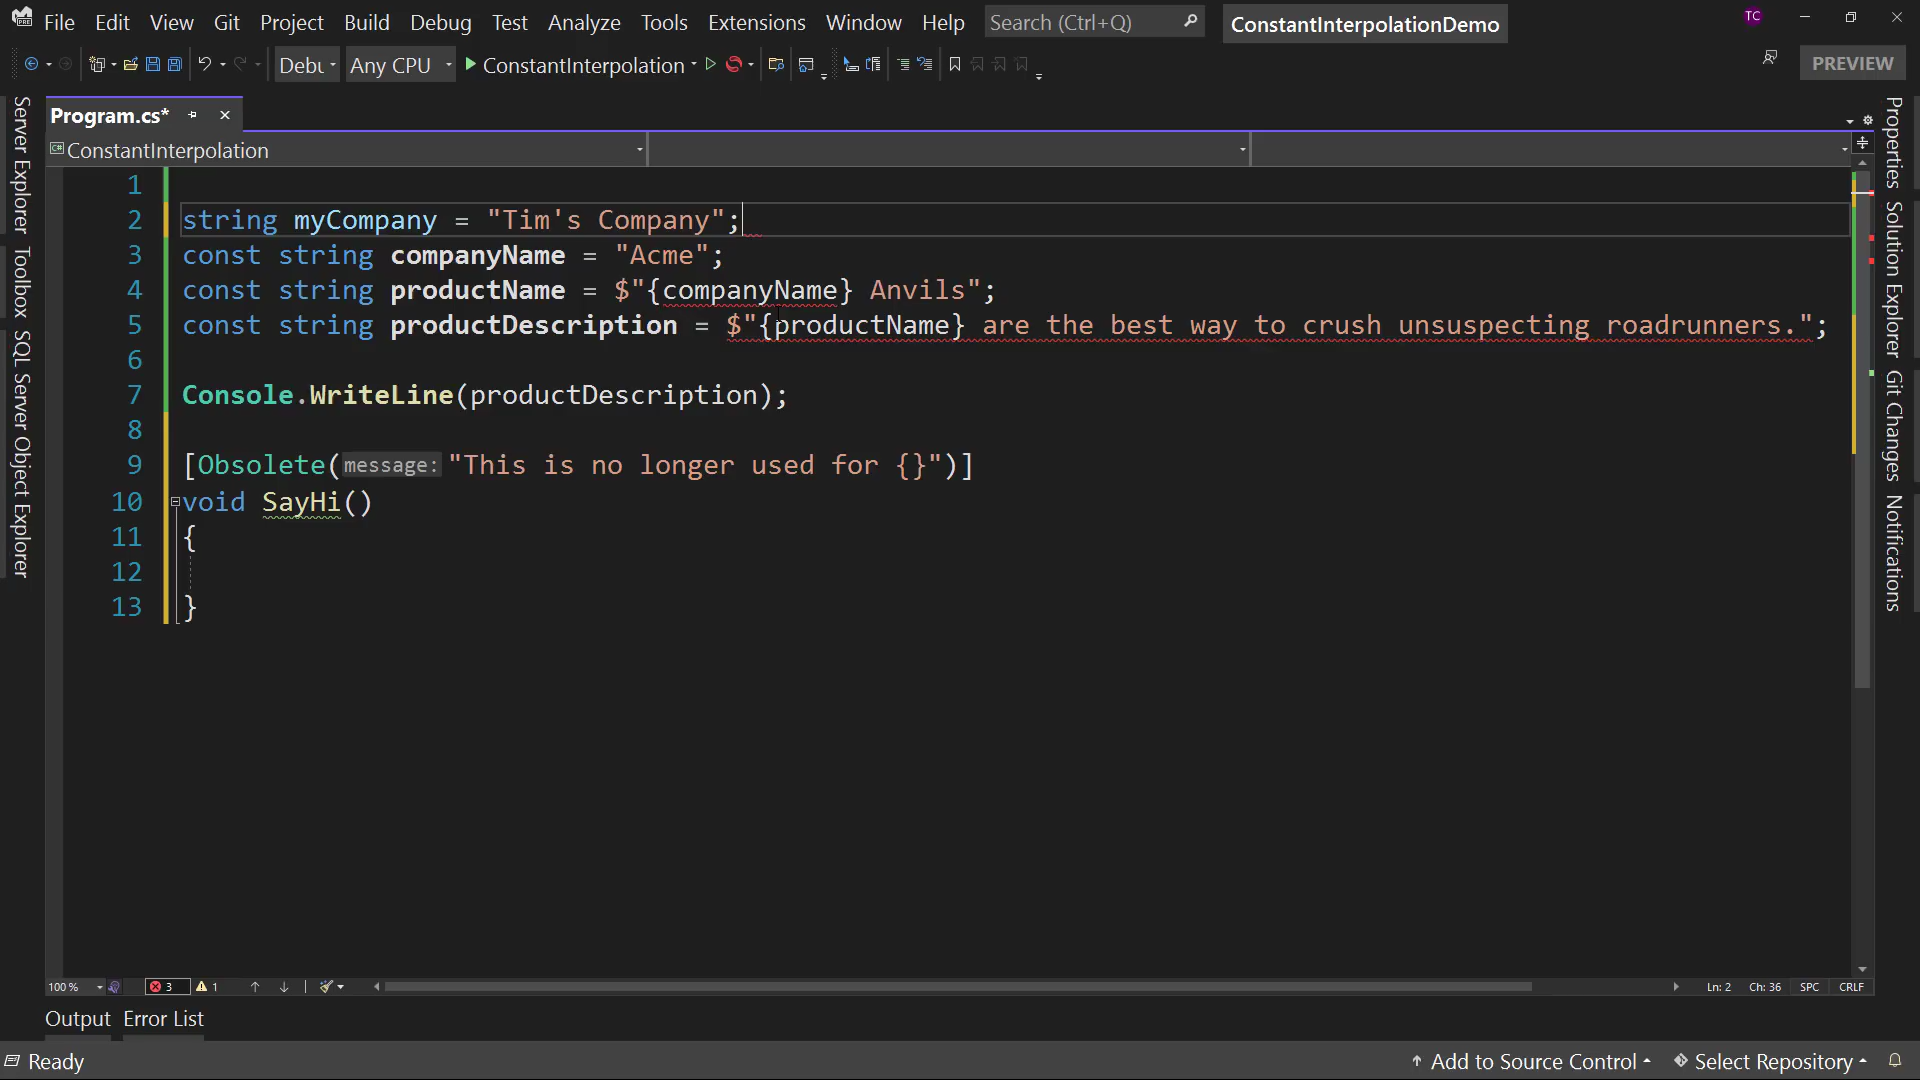 File Edit View Git Project Build Debug Test Analyze Tools Extensions Window Help Search (Ctrl+Q) ConstantInterpolationDemo TC
Debu Any CPU ConstantInterpolation PREVIEW
Program.cs*
ConstantInterpolation
1
2 string myCompany = "Tim's Company";
3 const string companyName = "Acme";
4 const string productName = $"{companyName} Anvils";
5 const string productDescription = $"{productName} are the best way to crush unsuspecting roadrunners.";
6
7 Console.WriteLine(productDescription);
8
9 [Obsolete(message:"This is no longer used for {}")]
10 void SayHi()
11 {
12
13 }
Server Explorer
Toolbox
SQL Server Object Explorer
Properties
Solution Explorer
Git Changes
Notifications
100 % 3 1 Ln: 2 Ch: 36 SPC CRLF
Output Error List
Ready Add to Source Control Select Repository